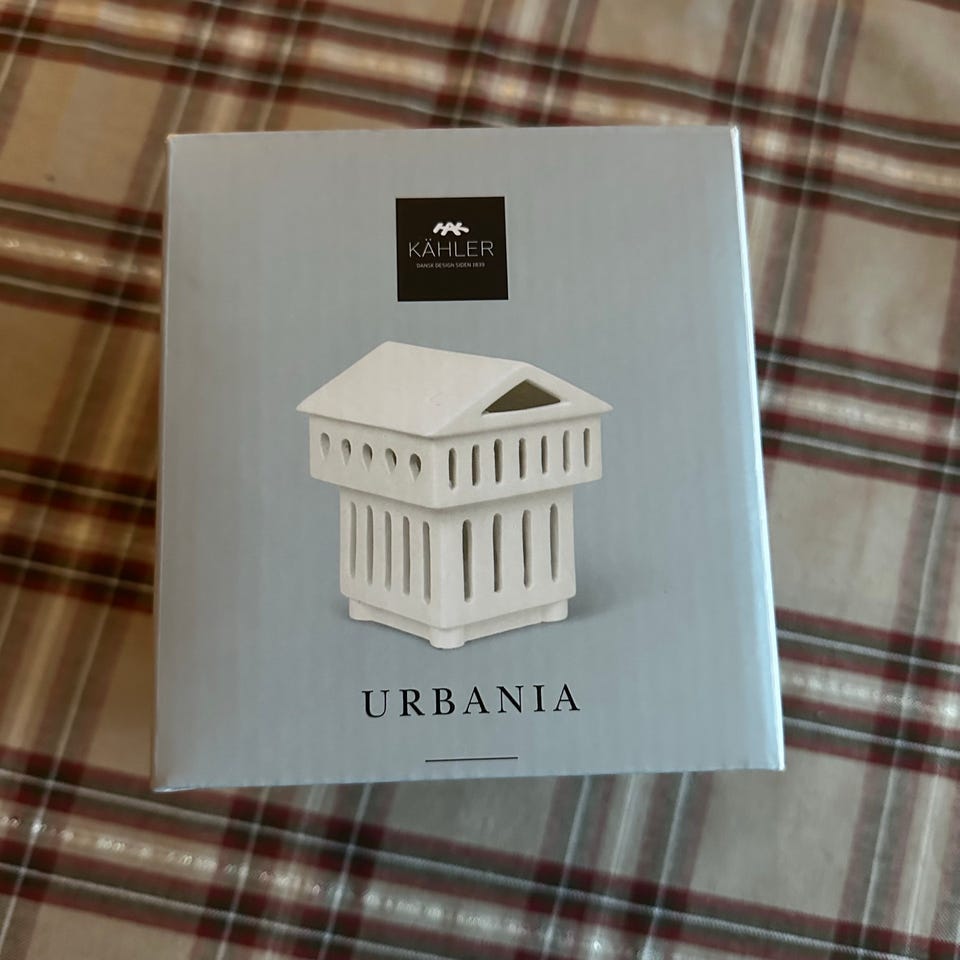 KÄHLER
DANSK DESIGN SIDEN 1839
URBANIA